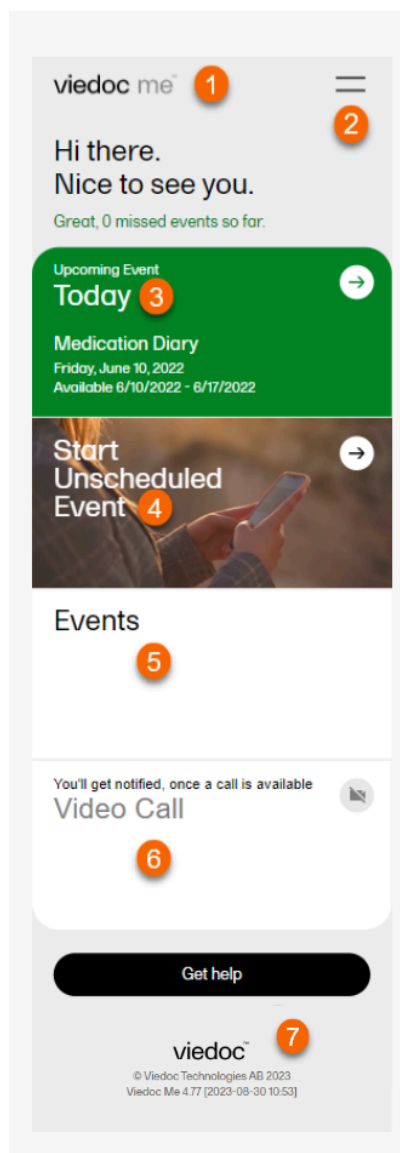 viedoc me™ 1
2
Hi there.
Nice to see you.
Great, 0 missed events so far.
Upcoming Event
Today 3
Medication Diary
Friday, June 10, 2022
Available 6/10/2022 - 6/17/2022
Start
Unscheduled
Event 4
Events
5
You'll get notified, once a call is available
Video Call
6
Get help
7
viedoc™
© Viedoc Technologies AB 2023
Viedoc Me 4.77 [2023-08-30 10:53]